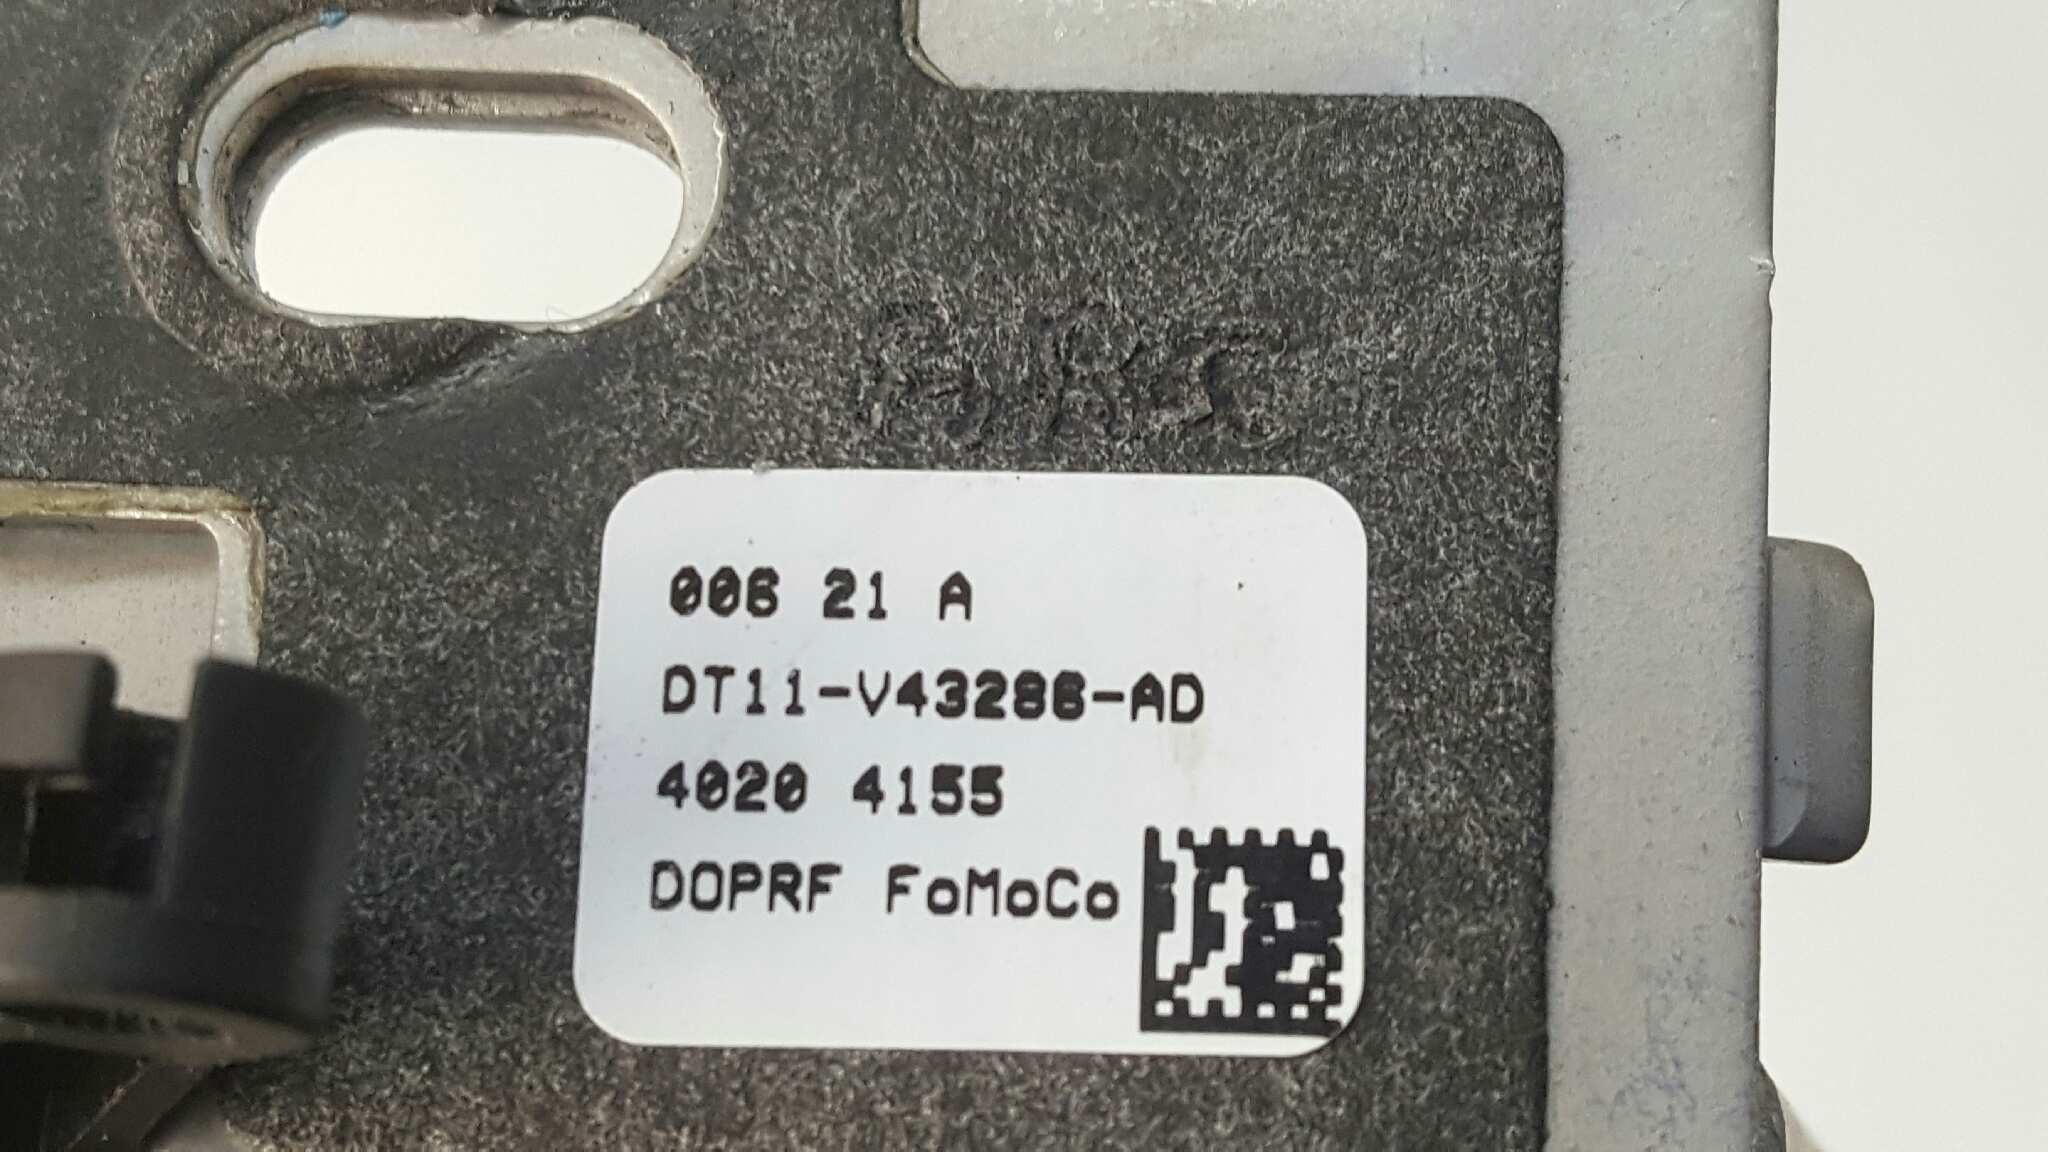 006 21 A
DT11-V43286-AD
4020 4155
DOPRF FoMoCo